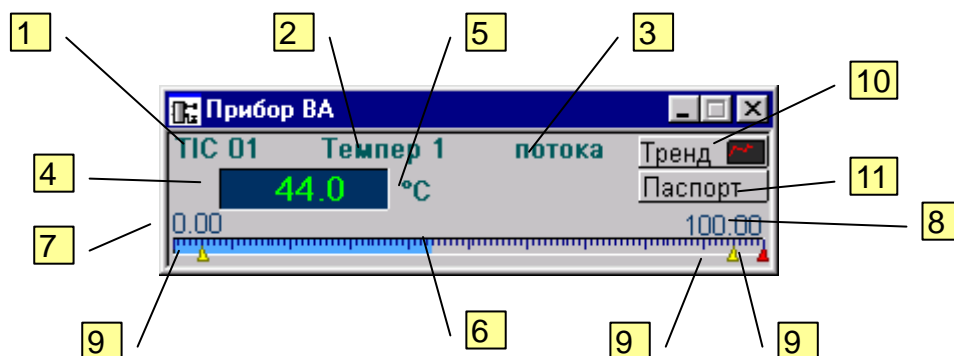 1 2 5 3
10
Прибор ВА
TIC 01 Темпер 1 потока Тренд
4 44.0 °C Паспорт 11
7 0.00 100.00 8
9 6 9 9